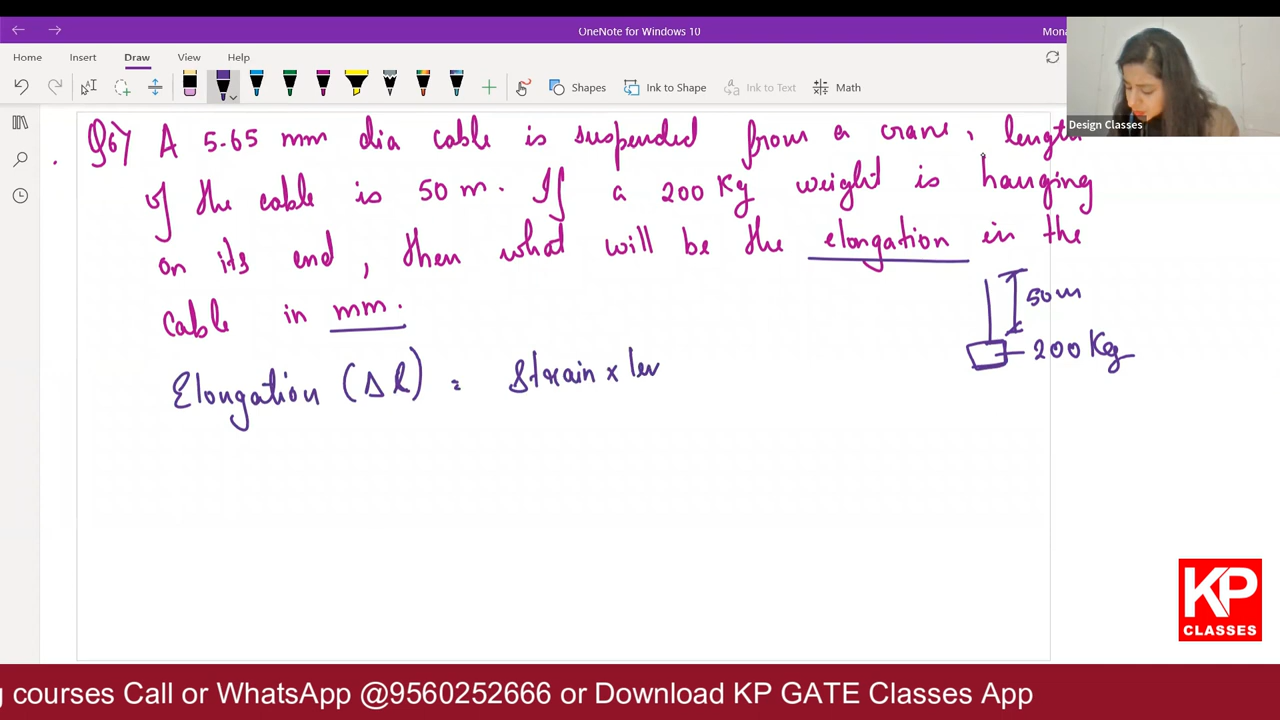 OneNote for Windows 10
Mona
Home
Insert
Draw
View
Help
Shapes
Ink to Shape
Ink to Text
Math
Design Classes
Q67 A 5.65 mm dia cable is suspended from a crane, length
of the cable is 50 m. If a 200 Kg weight is hanging
on its end, then what will be the elongation in the
cable in mm.
50m
200 Kg
Elongation (Δl) = Strain x len
KP
CLASSES
g courses Call or WhatsApp @9560252666 or Download KP GATE Classes App